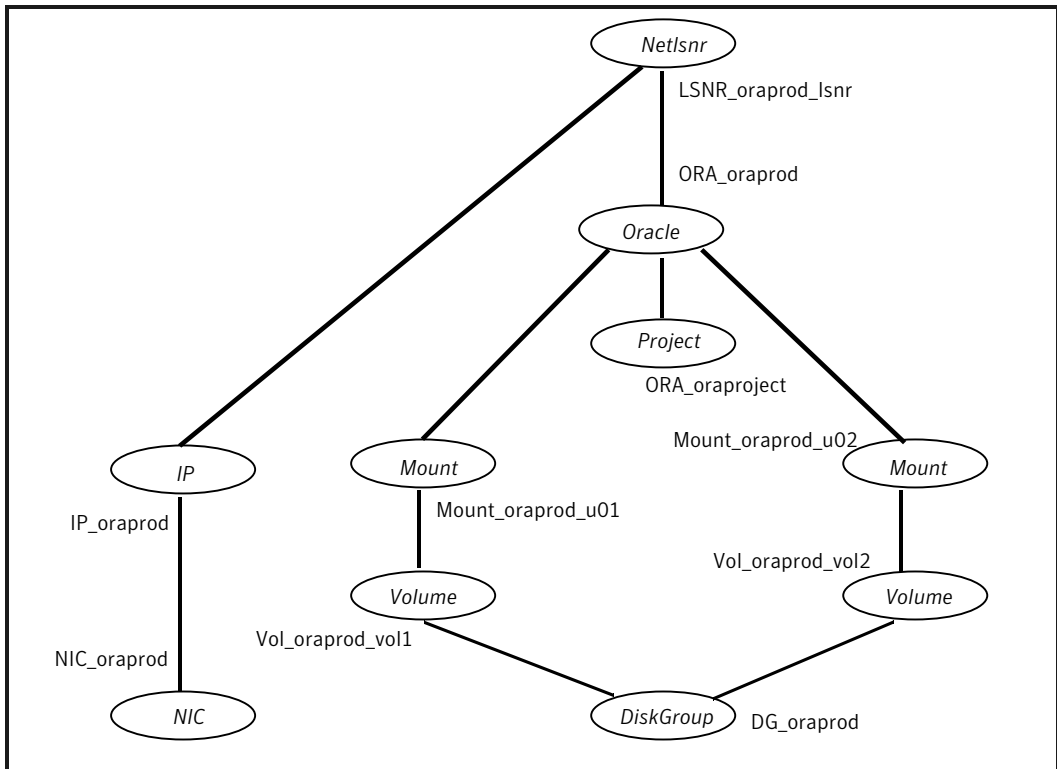 Netlsnr
LSNR_oraprod_lsnr
ORA_oraprod
Oracle
Project
ORA_oraproject
Mount_oraprod_u02
IP
Mount
Mount
IP_oraprod
Mount_oraprod_u01
Vol_oraprod_vol2
Volume
Volume
Vol_oraprod_vol1
NIC_oraprod
NIC
DiskGroup
DG_oraprod